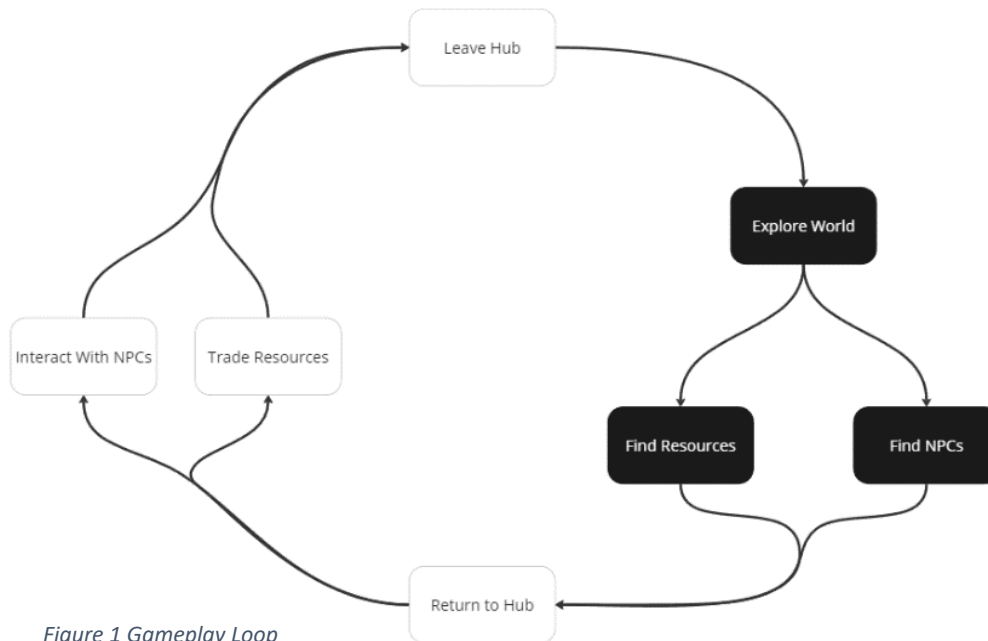 Leave Hub
Explore World
Interact With NPCs
Trade Resources
Find Resources
Find NPCs
Return to Hub
Figure 1 Gameplay Loop